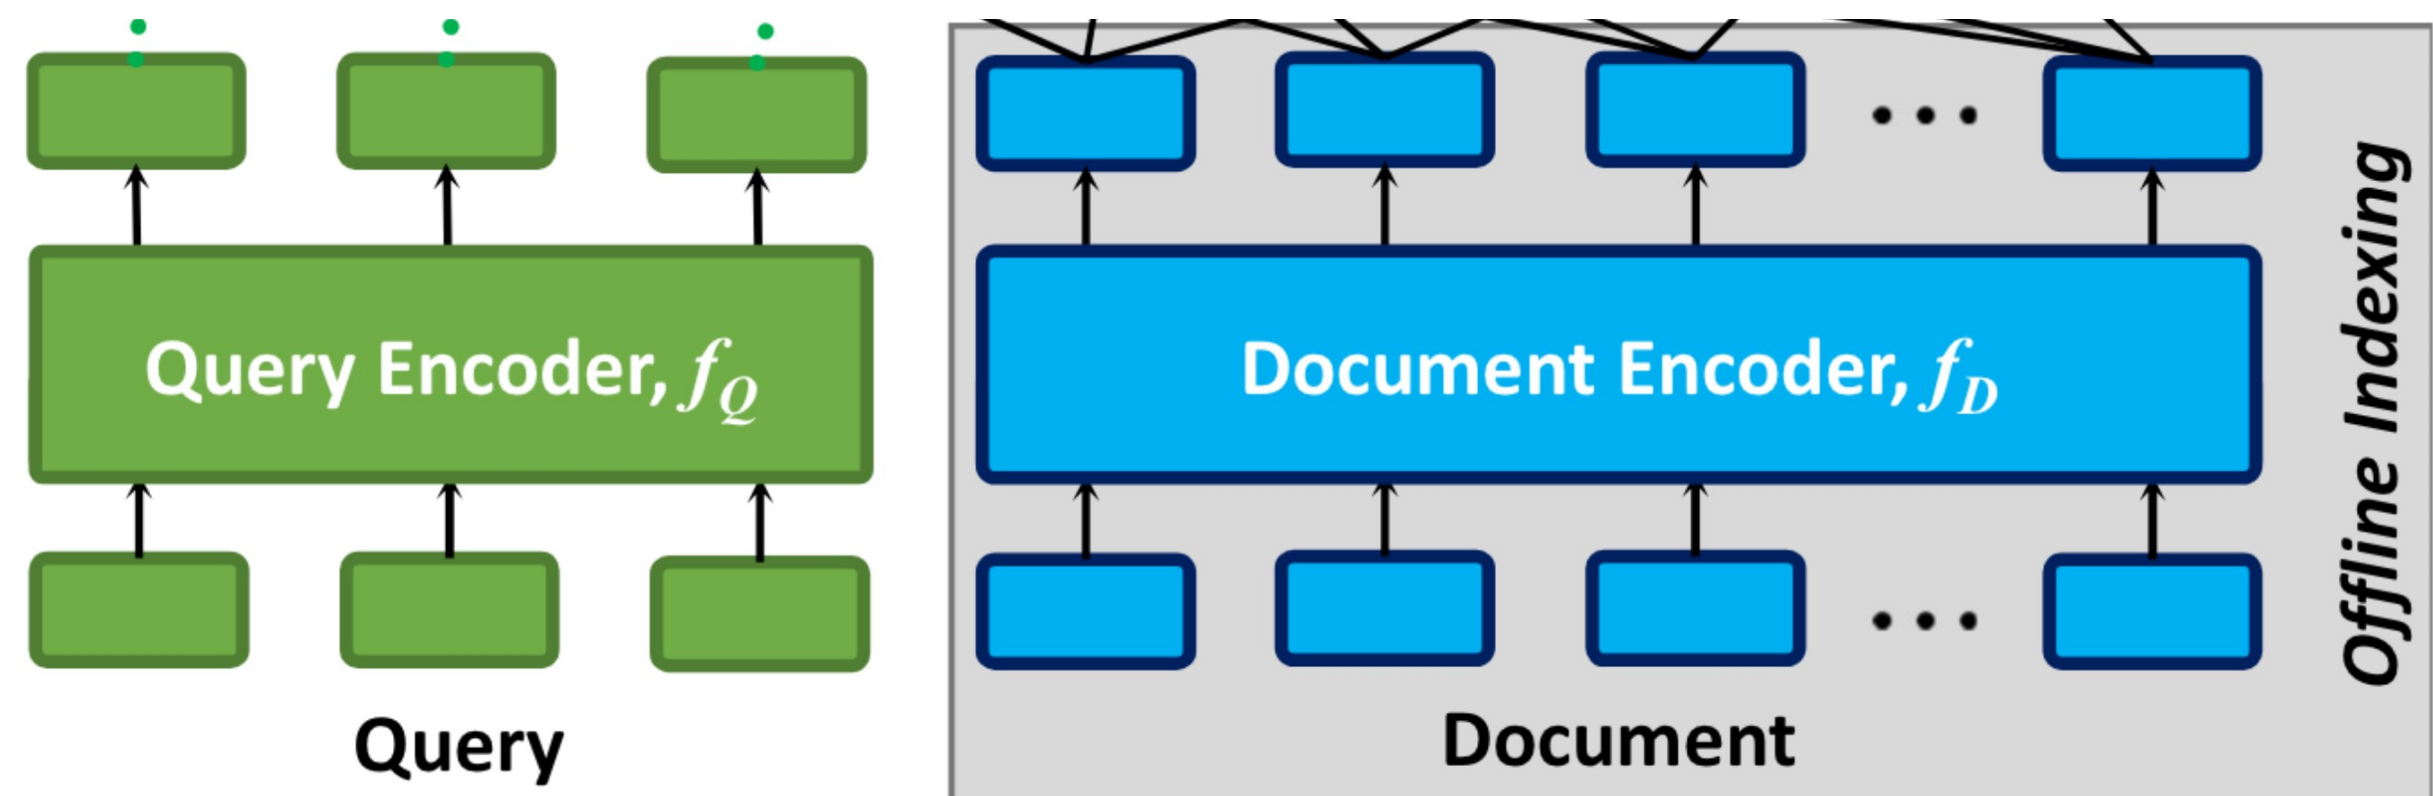 Query Encoder, f_Q
Query
Document Encoder, f_D
Document
Offline Indexing